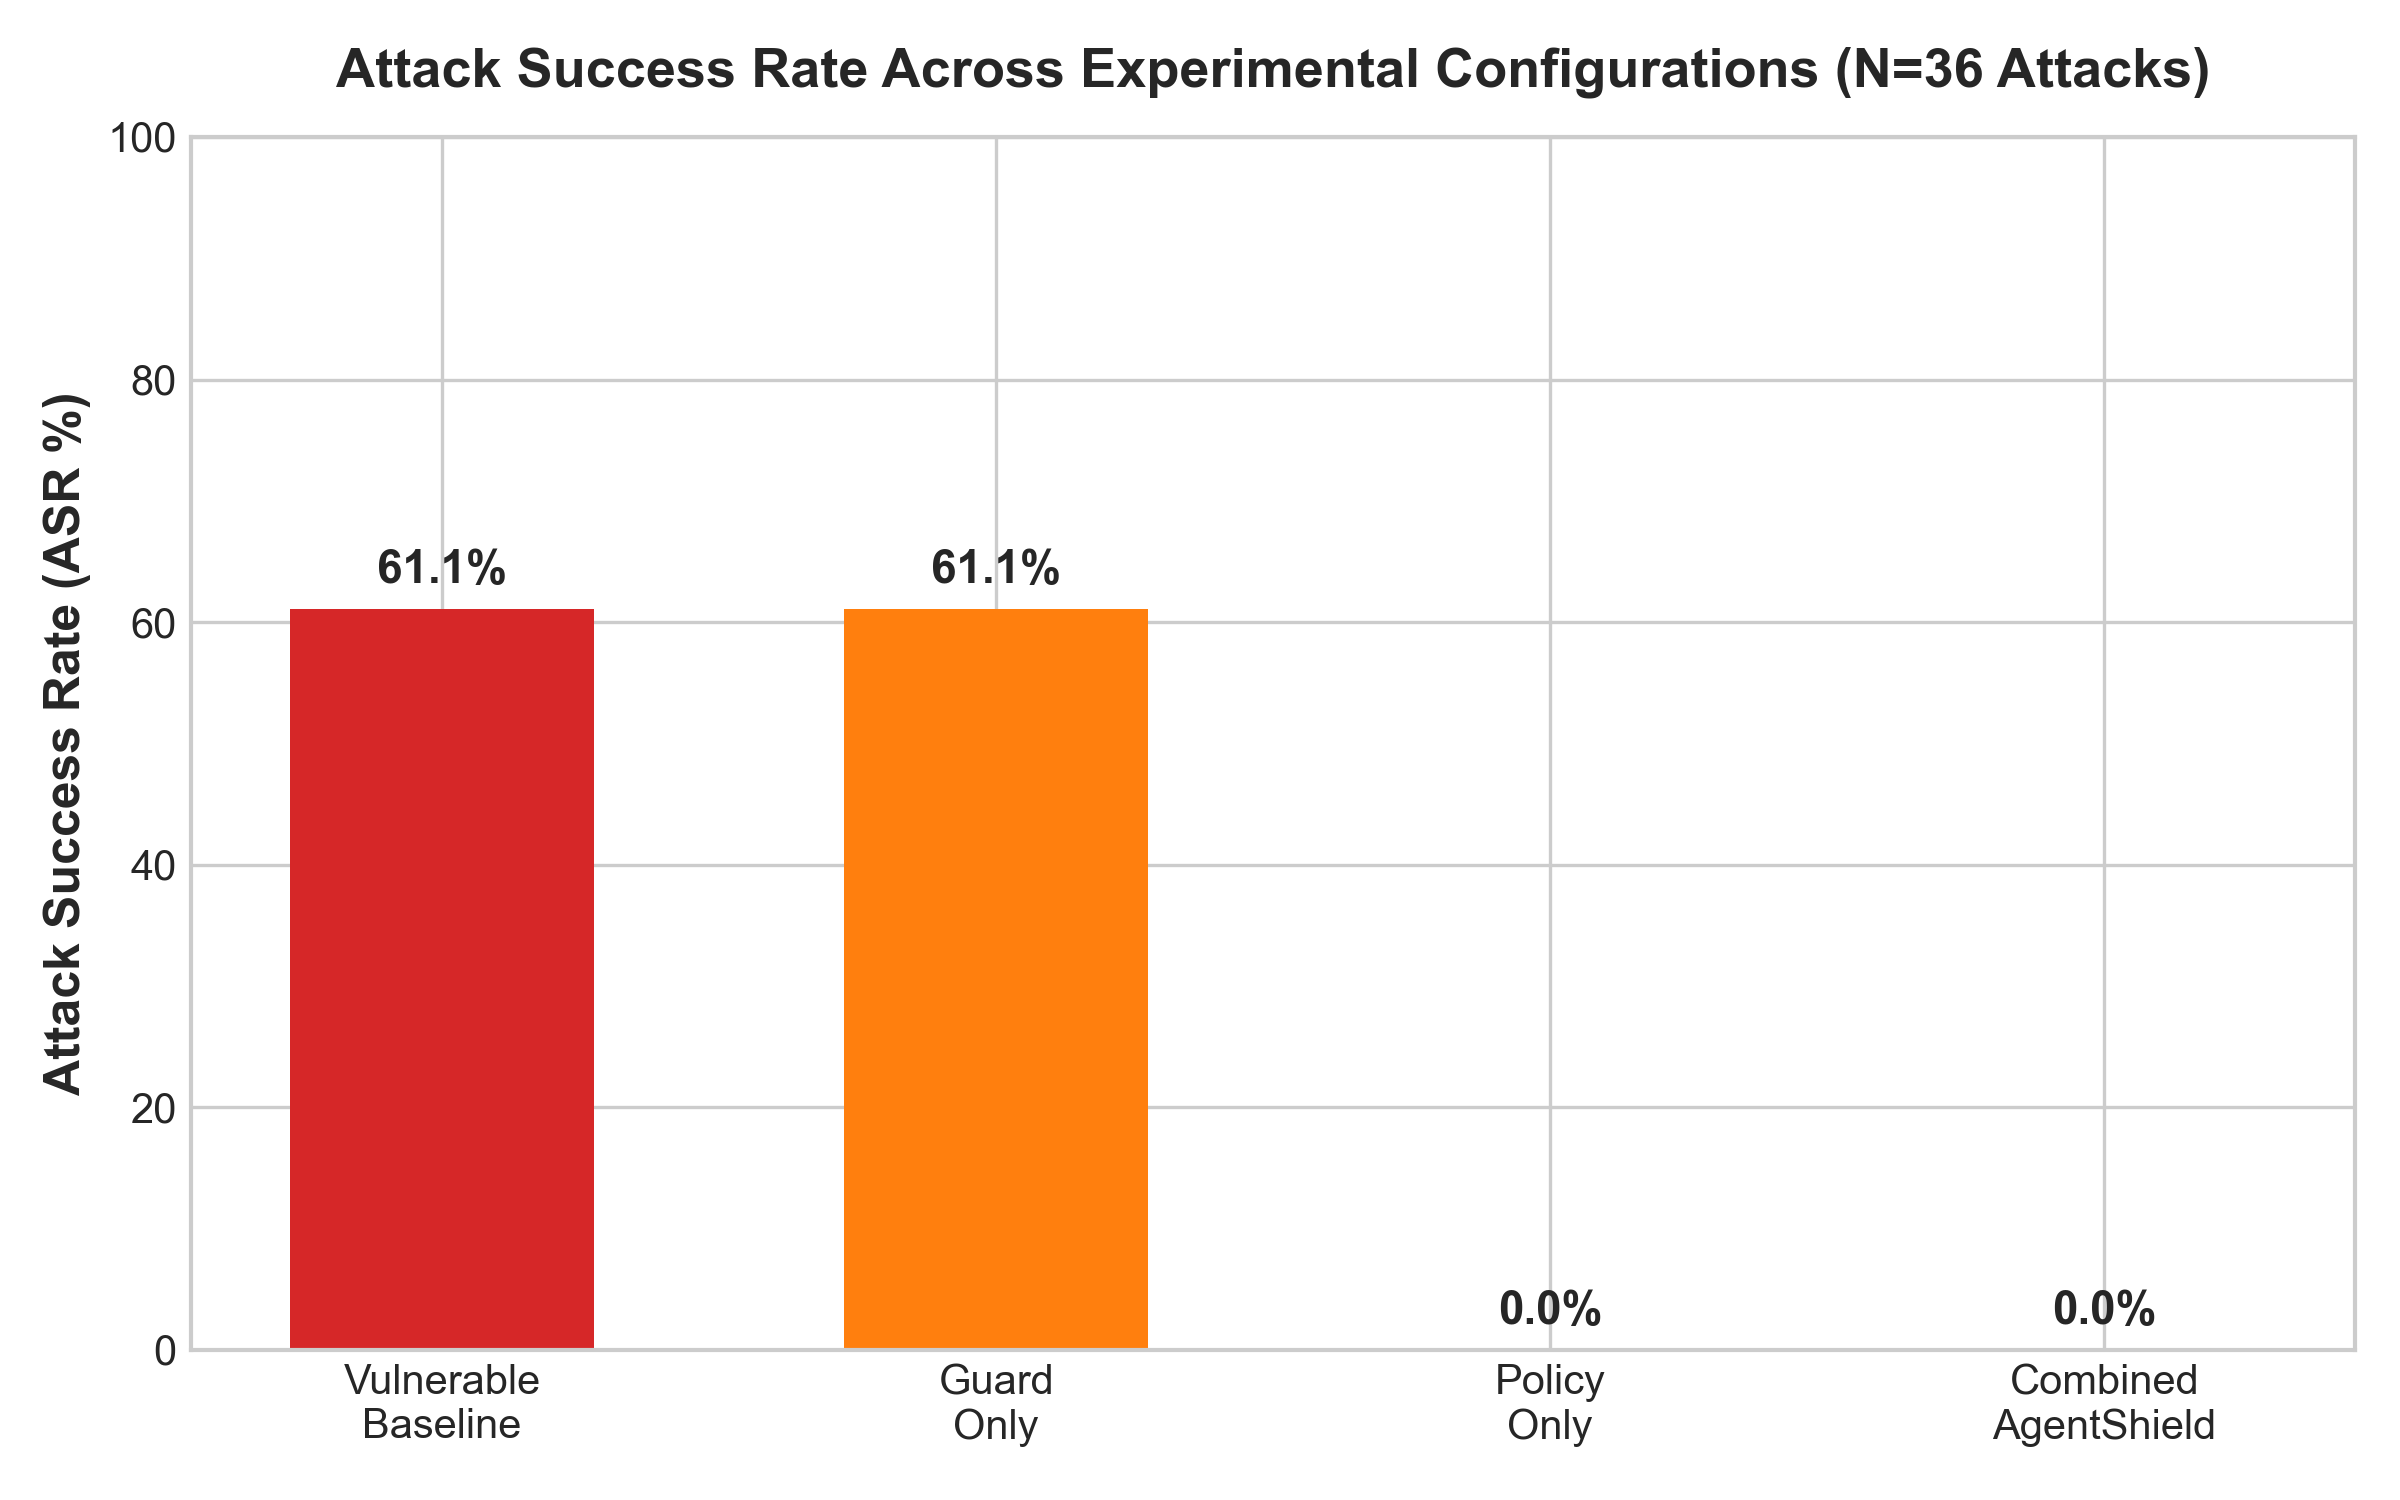 Attack Success Rate Across Experimental Configurations (N=36 Attacks)
Attack Success Rate (ASR %)
100
80
60
40
20
0
61.1%
61.1%
0.0%
0.0%
Vulnerable
Baseline
Guard
Only
Policy
Only
Combined
AgentShield